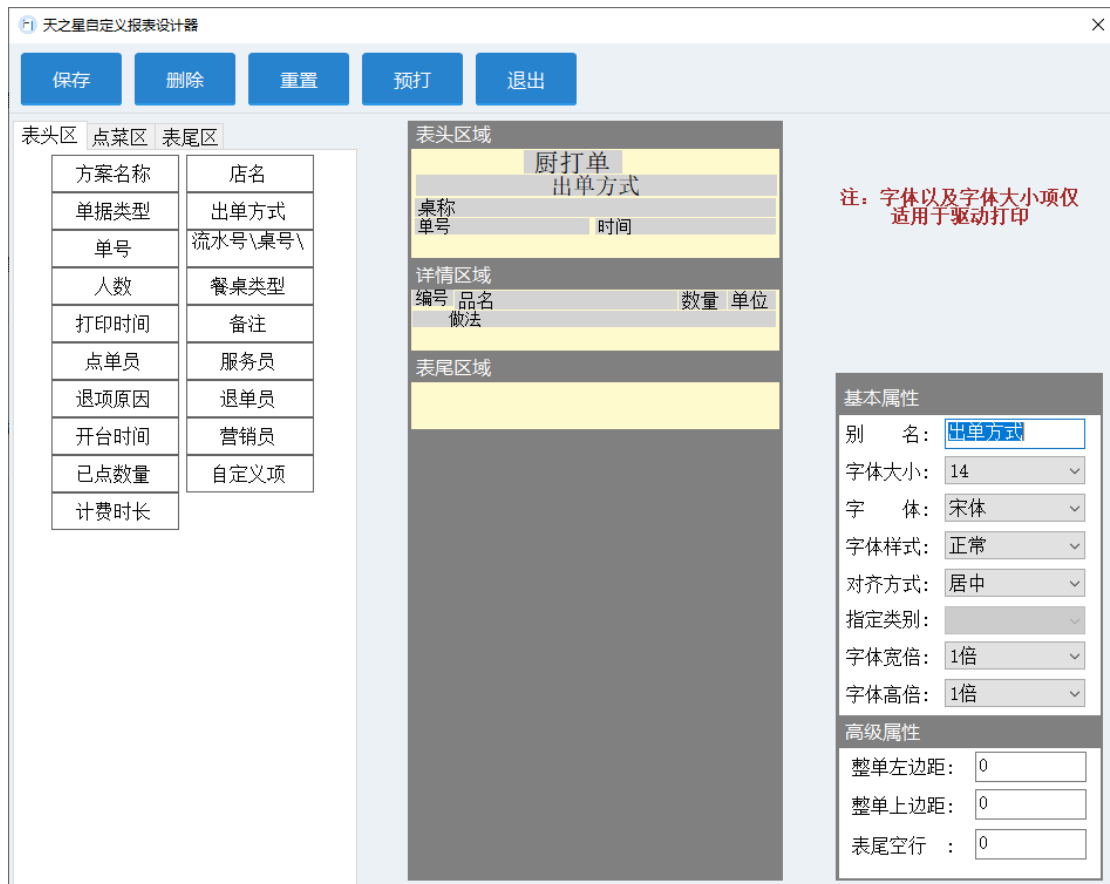 天之星自定义报表设计器
保存 删除 重置 预打 退出
表头区 点菜区 表尾区
方案名称 店名
单据类型 出单方式
单号 流水号\桌号\
人数 餐桌类型
打印时间 备注
点单员 服务员
退项原因 退单员
开台时间 营销员
已点数量 自定义项
计费时长
表头区域
厨打单
出单方式
桌称
单号 时间
详情区域
编号 品名 数量 单位
做法
表尾区域
注：字体以及字体大小项仅
适用于驱动打印
基本属性
别 名： 出单方式
字体大小： 14
字 体： 宋体
字体样式： 正常
对齐方式： 居中
指定类别：
字体宽倍： 1倍
字体高倍： 1倍
高级属性
整单左边距： 0
整单上边距： 0
表尾空行 ： 0